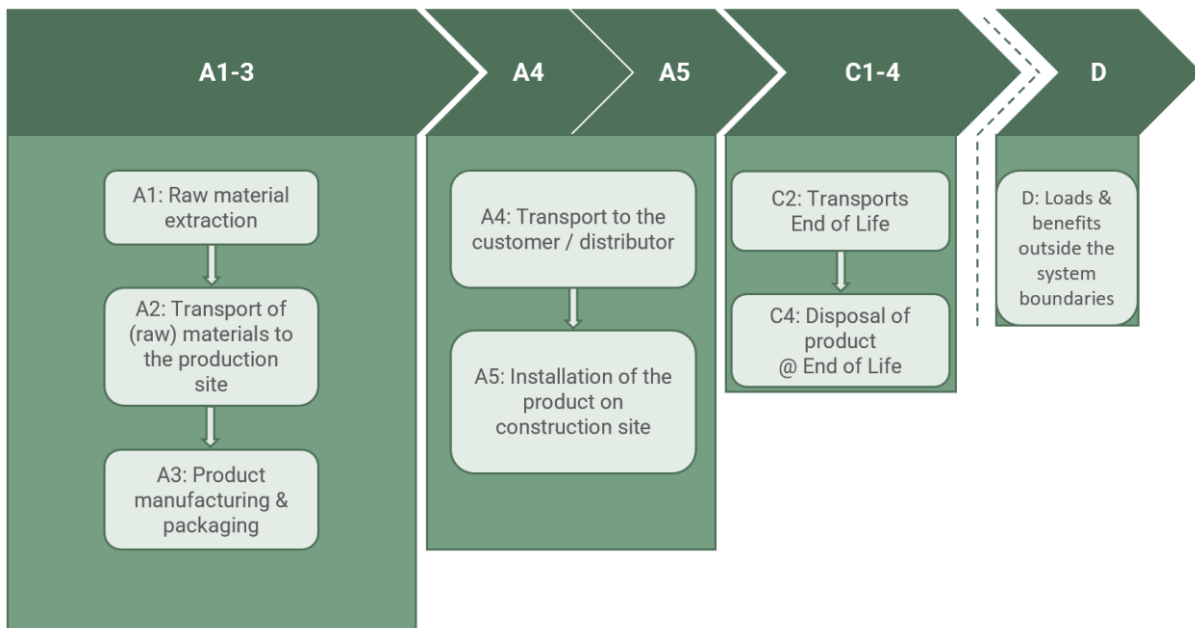 A1-3
A4
A5
C1-4
D
A1: Raw material
extraction
A2: Transport of
(raw) materials to
the production
site
A3: Product
manufacturing &
packaging
A4: Transport to the
customer / distributor
A5: Installation of the
product on
construction site
C2: Transports
End of Life
C4: Disposal of
product
@ End of Life
D: Loads &
benefits
outside the
system
boundaries